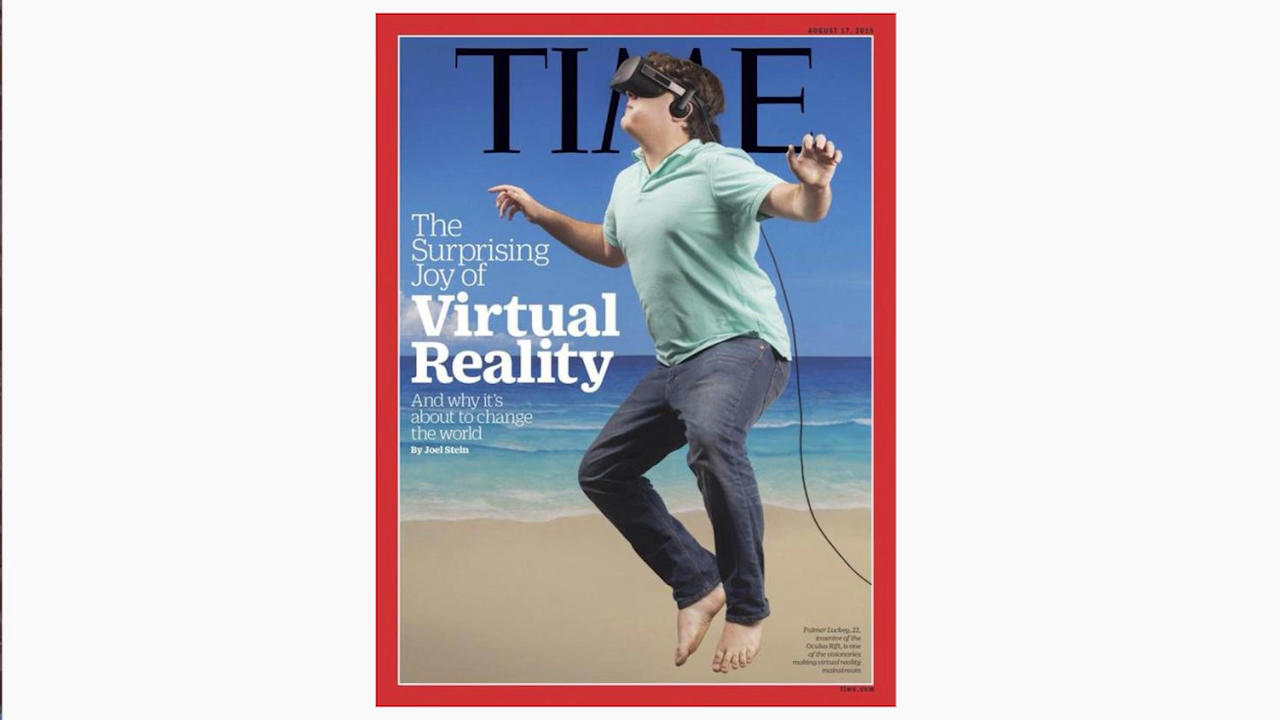 AUGUST 17, 2015
TIME
The
Surprising
Joy of
Virtual
Reality
And why it's
about to change
the world
By Joel Stein
Palmer Luckey, 22,
inventor of the
Oculus Rift, is one
of the visionaries
making virtual reality
mainstream
time.com